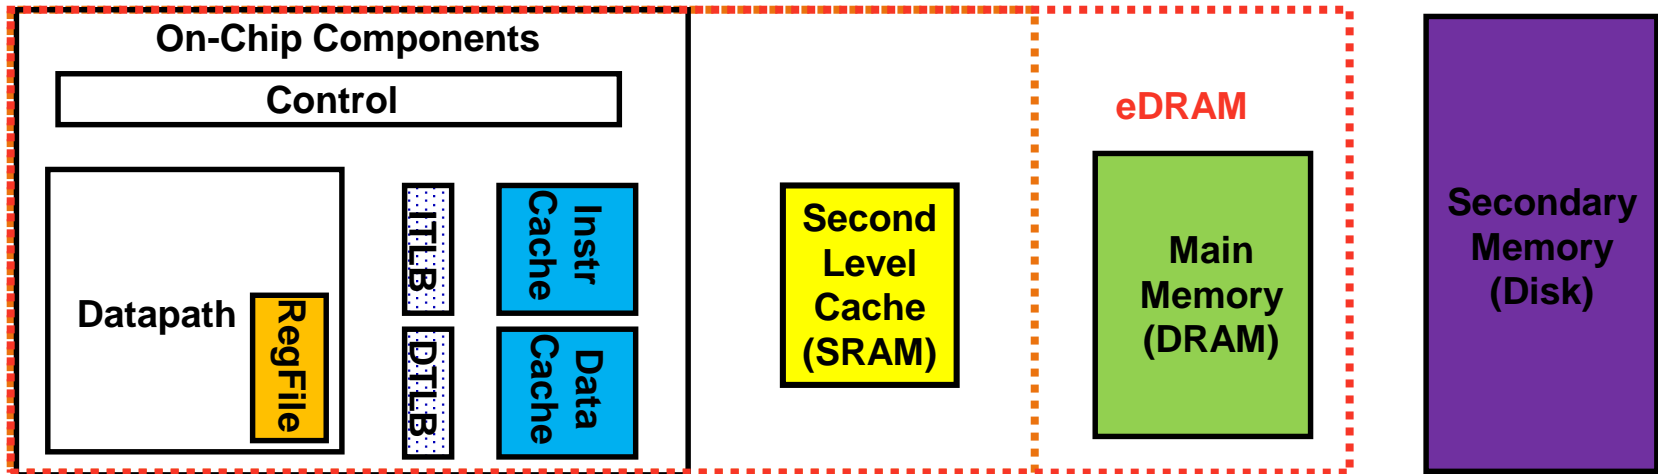 On-Chip Components
Control
eDRAM
Datapath
RegFile
ITLB
DTLB
Instr
Cache
Data
Cache
Second
Level
Cache
(SRAM)
Main
Memory
(DRAM)
Secondary
Memory
(Disk)